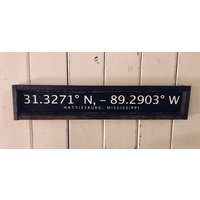 31.3271° N, – 89.2903° W
HATTIESBURG, MISSISSIPPI